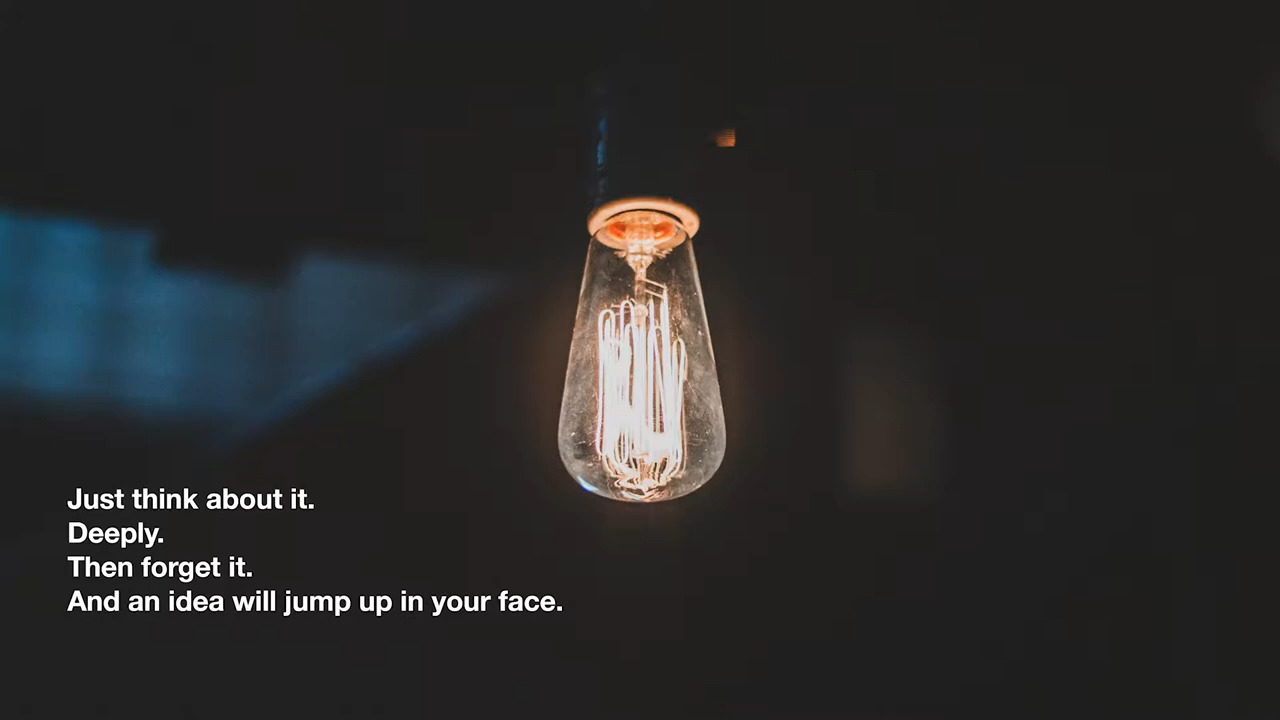 Just think about it.
Deeply.
Then forget it.
And an idea will jump up in your face.